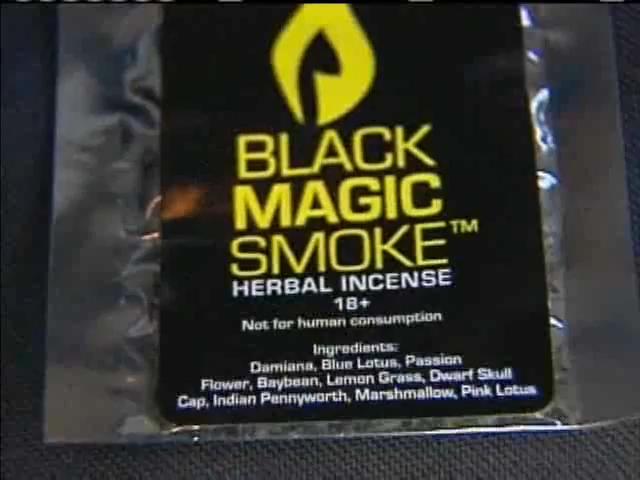 BLACK
MAGIC
SMOKE™
HERBAL INCENSE
18+
Not for human consumption
Ingredients:
Damiana, Blue Lotus, Passion
Flower, Baybean, Lemon Grass, Dwarf Skull
Cap, Indian Pennyworth, Marshmallow, Pink Lotus